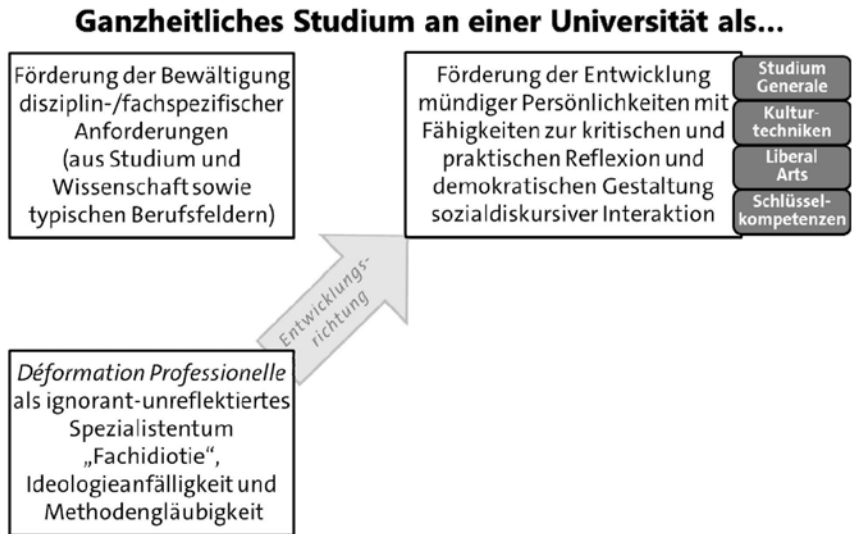 Ganzheitliches Studium an einer Universität als...
Förderung der Bewältigung
disziplin-/fachspezifischer
Anforderungen
(aus Studium und
Wissenschaft sowie
typischen Berufsfeldern)
Förderung der Entwicklung
mündiger Persönlichkeiten mit
Fähigkeiten zur kritischen und
praktischen Reflexion und
demokratischen Gestaltung
sozialdiskursiver Interaktion
Studium
Generale
Kultur-
techniken
Liberal
Arts
Schlüssel-
kompetenzen
Entwicklungs-
richtung
Déformation Professionelle
als ignorant-unreflektiertes
Spezialistentum
„Fachidiotie“,
Ideologieanfälligkeit und
Methodengläubigkeit